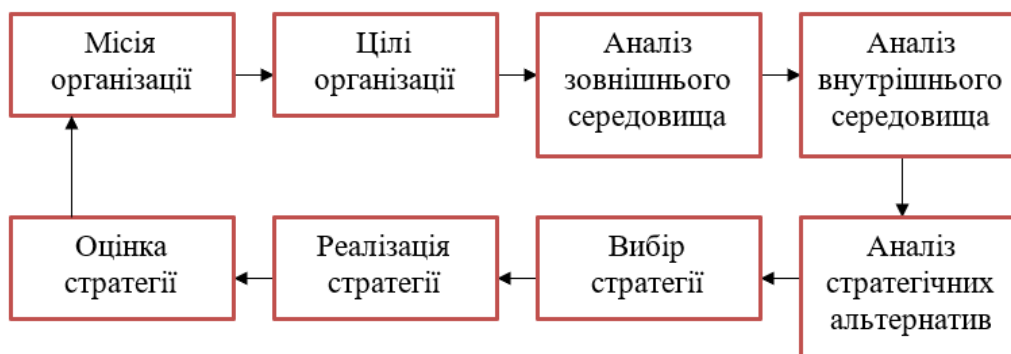 Місія
організації
Цілі
організації
Аналіз
зовнішнього
середовища
Аналіз
внутрішнього
середовища
Оцінка
стратегії
Реалізація
стратегії
Вибір
стратегії
Аналіз
стратегічних
альтернатив